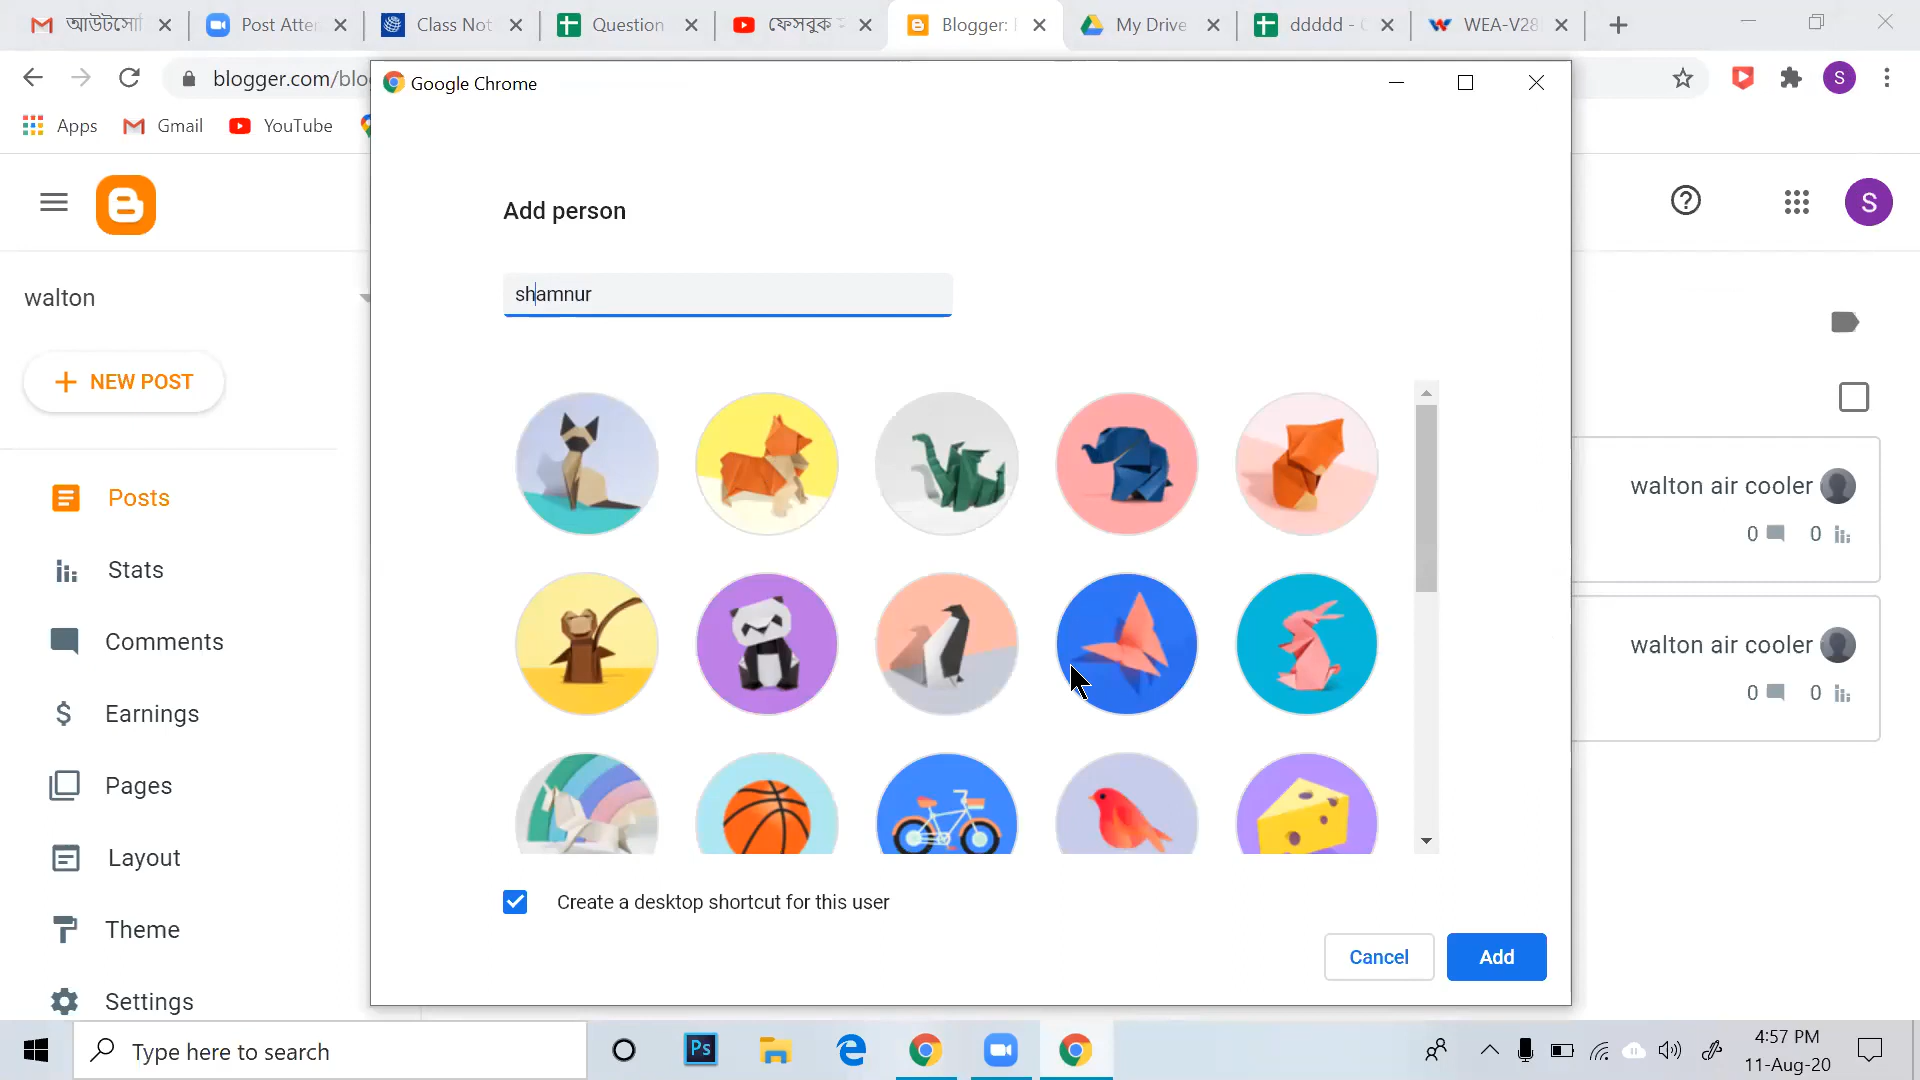 আউটসো
Post Atte
Class Not
Question
ফেসবুক
Blogger:
My Drive
ddddd -
WEA-V28
blogger.com/blo
S
Google Chrome
Apps
Gmail
YouTube
S
Add person
walton
shamnur
NEW POST
Posts
walton air cooler
0
0
Stats
Comments
walton air cooler
0
0
Earnings
Pages
Layout
Create a desktop shortcut for this user
Theme
Cancel
Add
Settings
Type here to search
Ps
4:57 PM
11-Aug-20